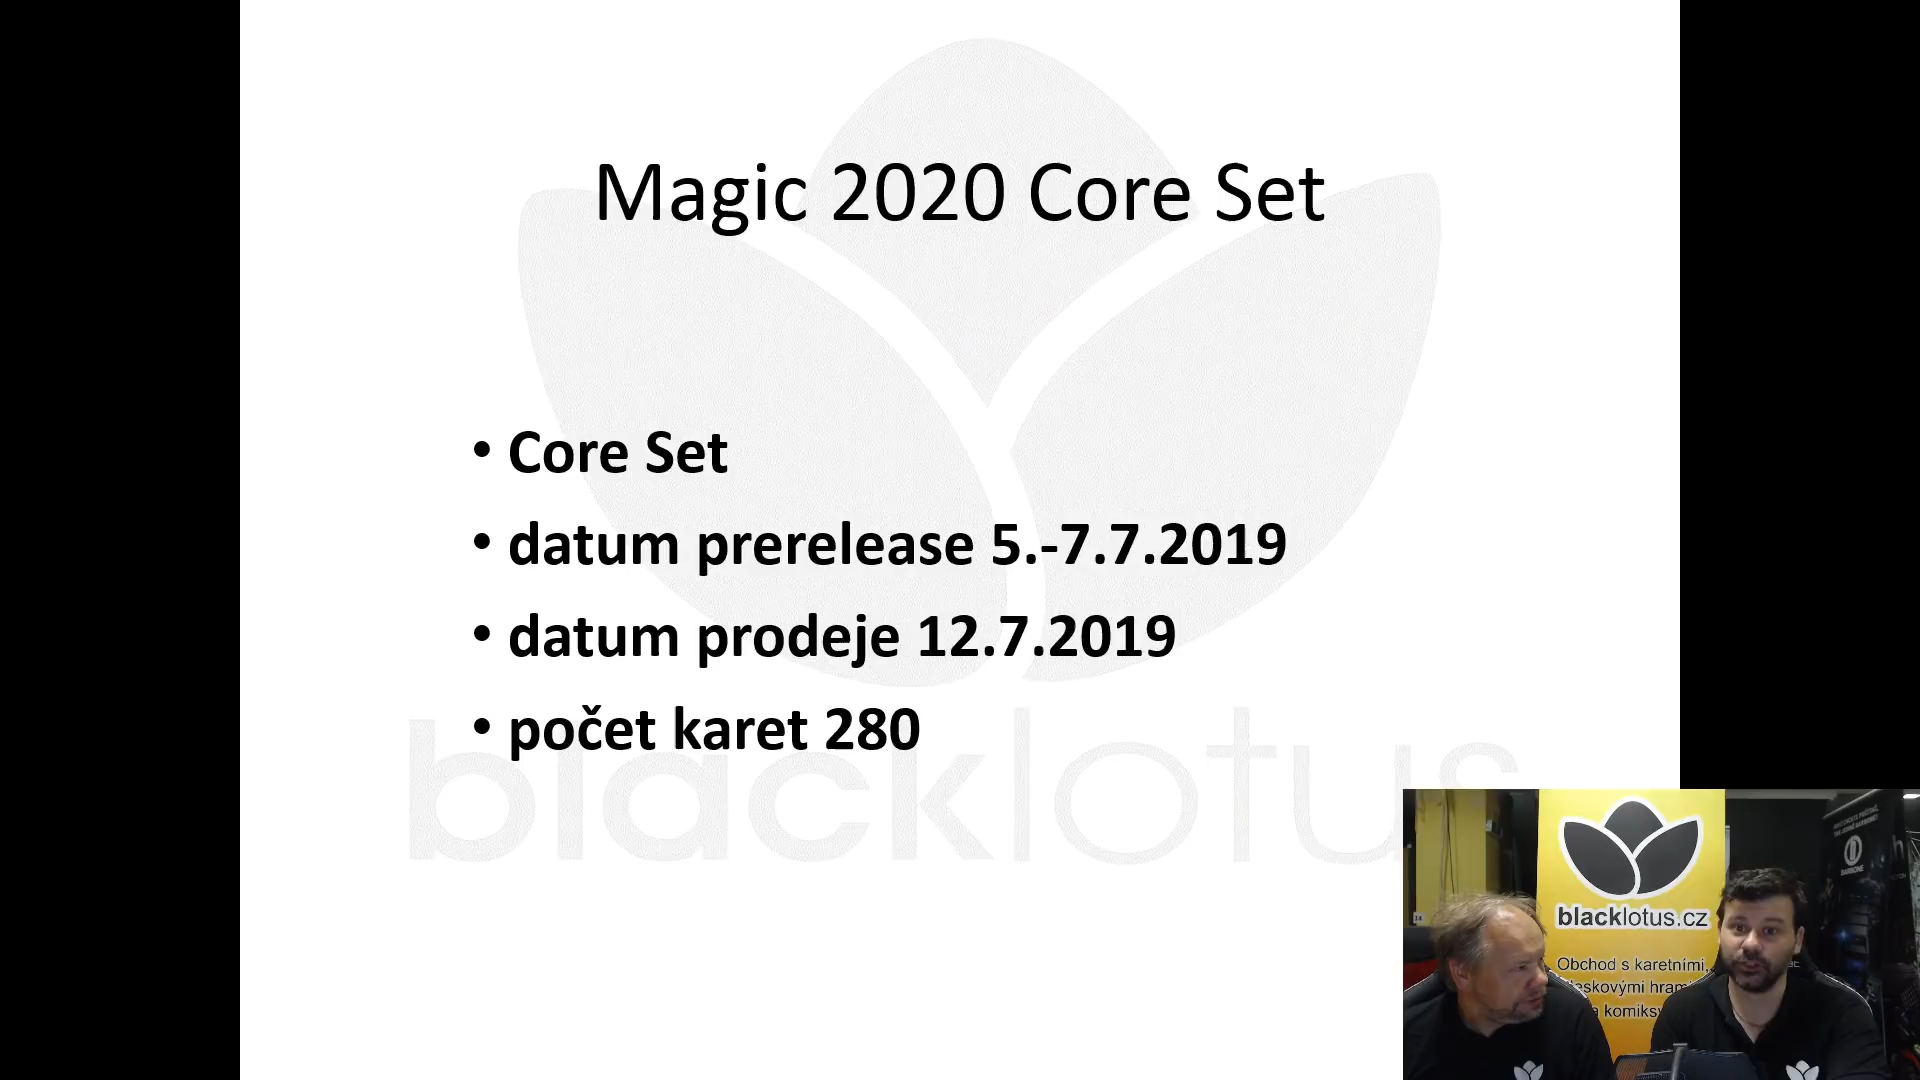 Magic 2020 Core Set
• Core Set
• datum prerelease 5.-7.7.2019
• datum prodeje 12.7.2019
• počet karet 280
blacklotus
blacklotus.cz
Obchod s karetními,
komiks